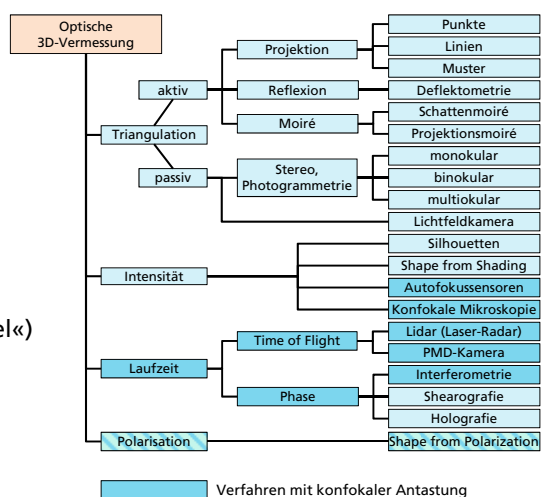 Optische
3D-Vermessung
Punkte
Projektion
Linien
Muster
aktiv
Reflexion
Deflektometrie
Schattenmoiré
Moiré
Triangulation
Projektionsmoiré
monokular
Stereo,
Photogrammetrie
passiv
binokular
multiokular
Lichtfeldkamera
Silhouetten
Shape from Shading
Intensität
Autofokussensoren
Konfokale Mikroskopie
el«)
Time of Flight
Lidar (Laser-Radar)
PMD-Kamera
Laufzeit
Interferometrie
Phase
Shearografie
Holografie
Polarisation
Shape from Polarization
Verfahren mit konfokaler Antastung